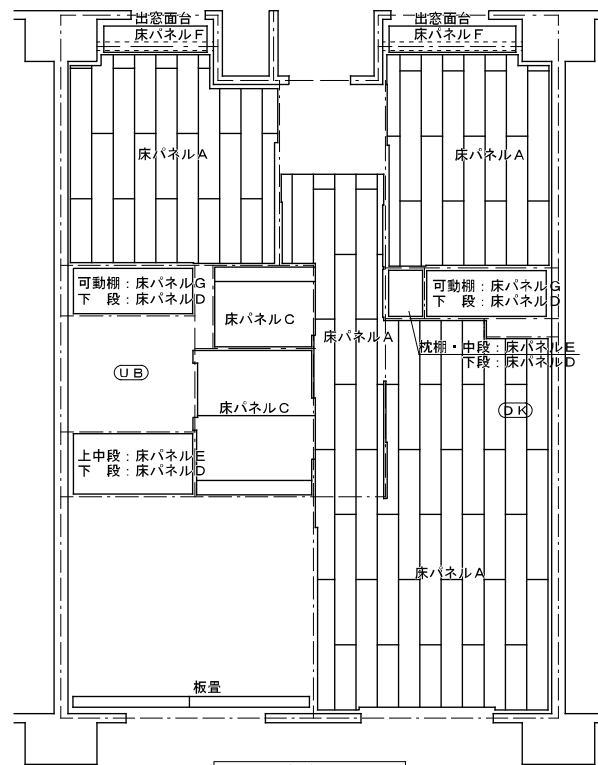 出窓面台
床パネルF
出窓面台
床パネルF
床パネルA
床パネルA
可動棚：床パネルG
下　段：床パネルD
床パネルC
可動棚：床パネルG
下　段：床パネルD
床パネルA
枕棚・中段：床パネルE
下段：床パネルD
UB
床パネルC
DK
上中段：床パネルE
下　段：床パネルD
床パネルA
板畳